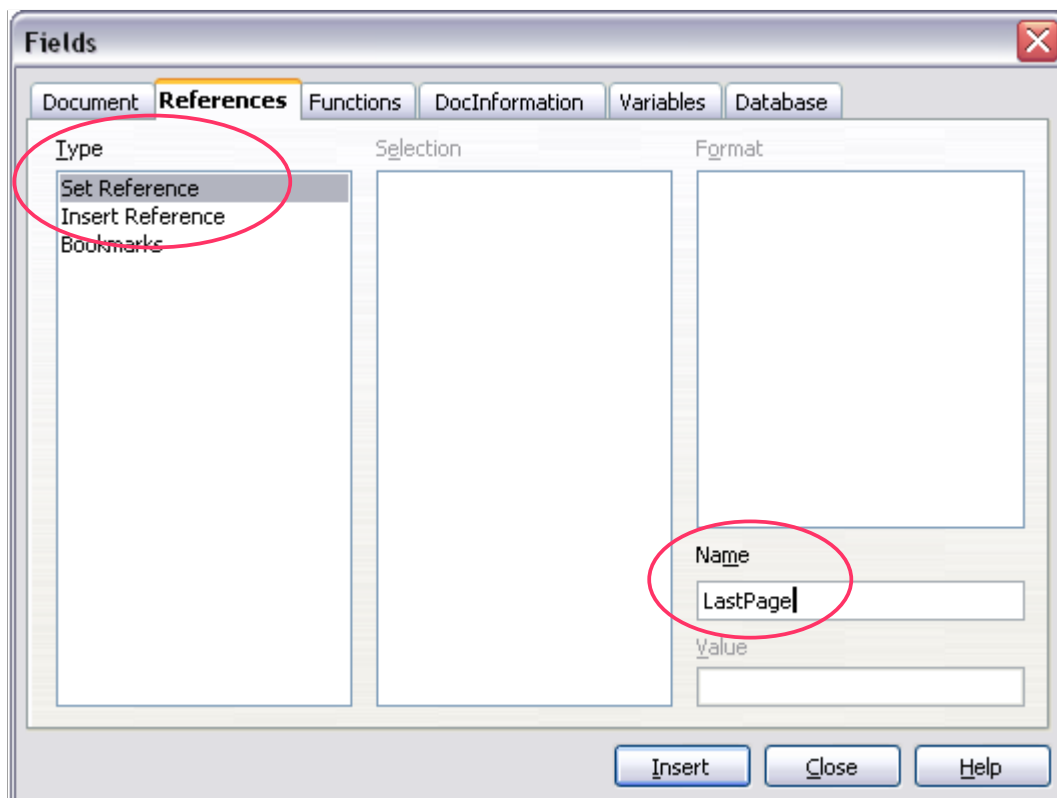 Fields
Document References Functions DocInformation Variables Database
Type Selection Format
Set Reference
Insert Reference
Bookmarks
Name
LastPage
Value
Insert Close Help